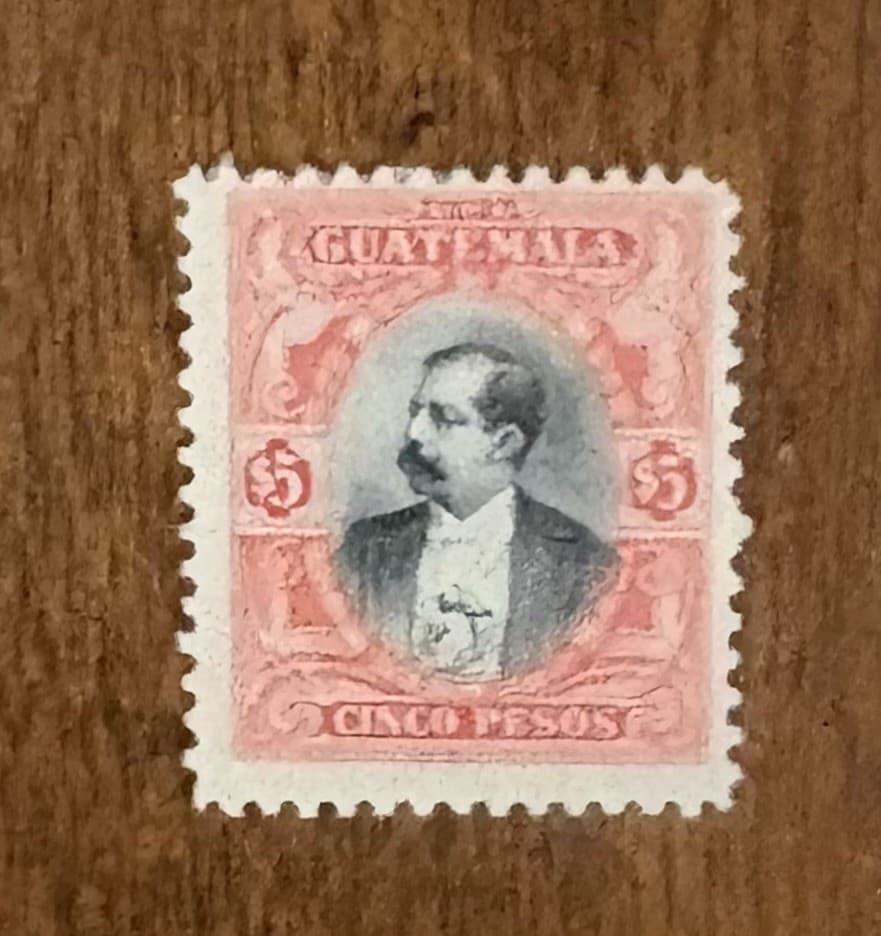 GUATEMALA
$5 $5
CINCO PESOS